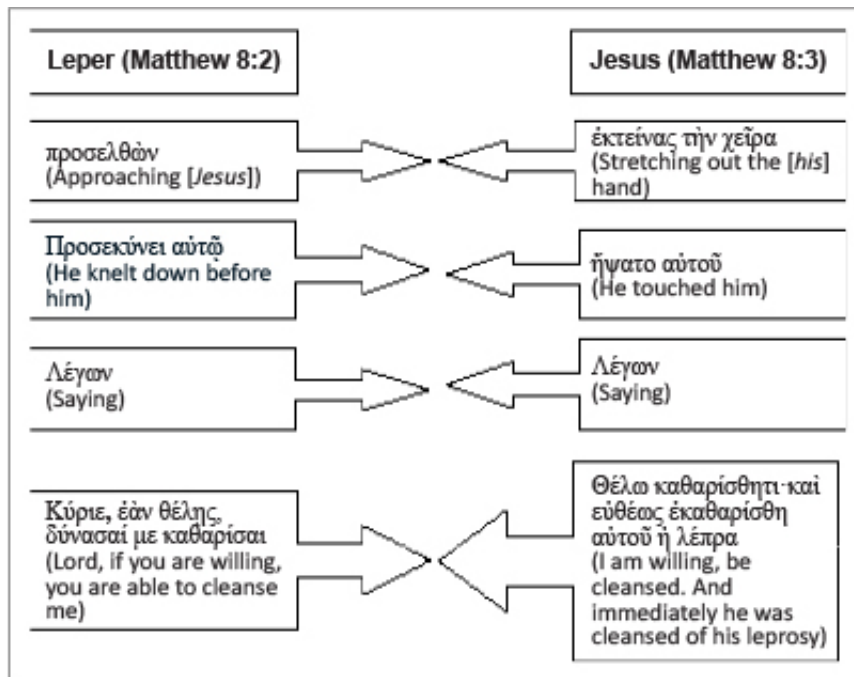 Leper (Matthew 8:2)
Jesus (Matthew 8:3)
προσελθὼν
(Approaching [Jesus])
ἐκτείνας τὴν χεῖρα
(Stretching out the [his]
hand)
Προσεκύνει αὐτῷ
(He knelt down before
him)
ἥψατο αὐτοῦ
(He touched him)
Λέγων
(Saying)
Λέγων
(Saying)
Κύριε, ἐὰν θέλῃς,
δύνασαί με καθαρίσαι
(Lord, if you are willing,
you are able to cleanse
me)
Θέλω καθαρίσθητι·καὶ
εὐθέως ἐκαθαρίσθη
αὐτοῦ ἡ λέπρα
(I am willing, be
cleansed. And
immediately he was
cleansed of his leprosy)